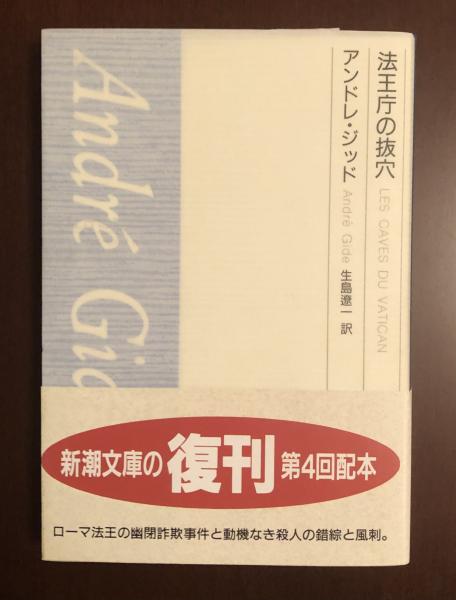 法王庁の抜穴 LES CAVES DU VATICAN
アンドレ・ジッド André Gide 生島遼一 訳
André Gid
新潮文庫の復刊 第4回配本
ローマ法王の幽閉詐欺事件と動機なき殺人の錯綜と風刺。